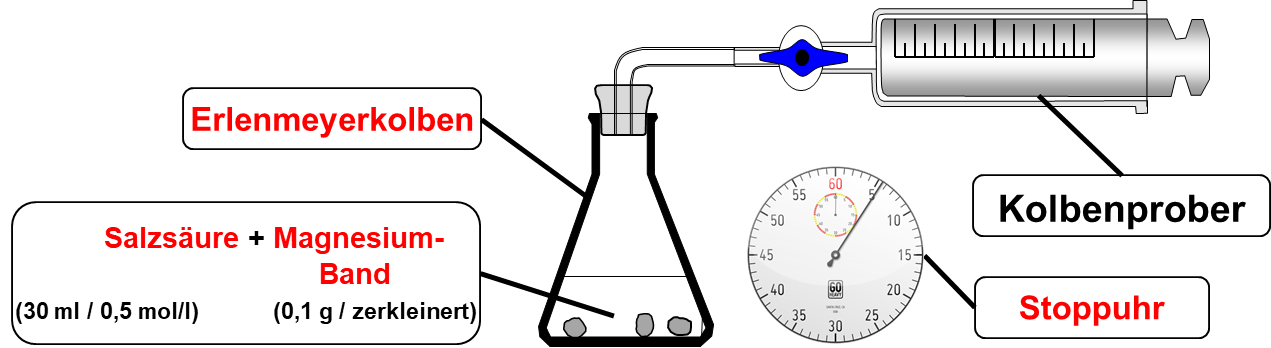 Erlenmeyerkolben
Salzsäure + Magnesium-
Band
(30 ml / 0,5 mol/l) (0,1 g / zerkleinert)
Kolbenprober
Stoppuhr
60
55
5
50
10
45
15
40
20
35
25
30
GO